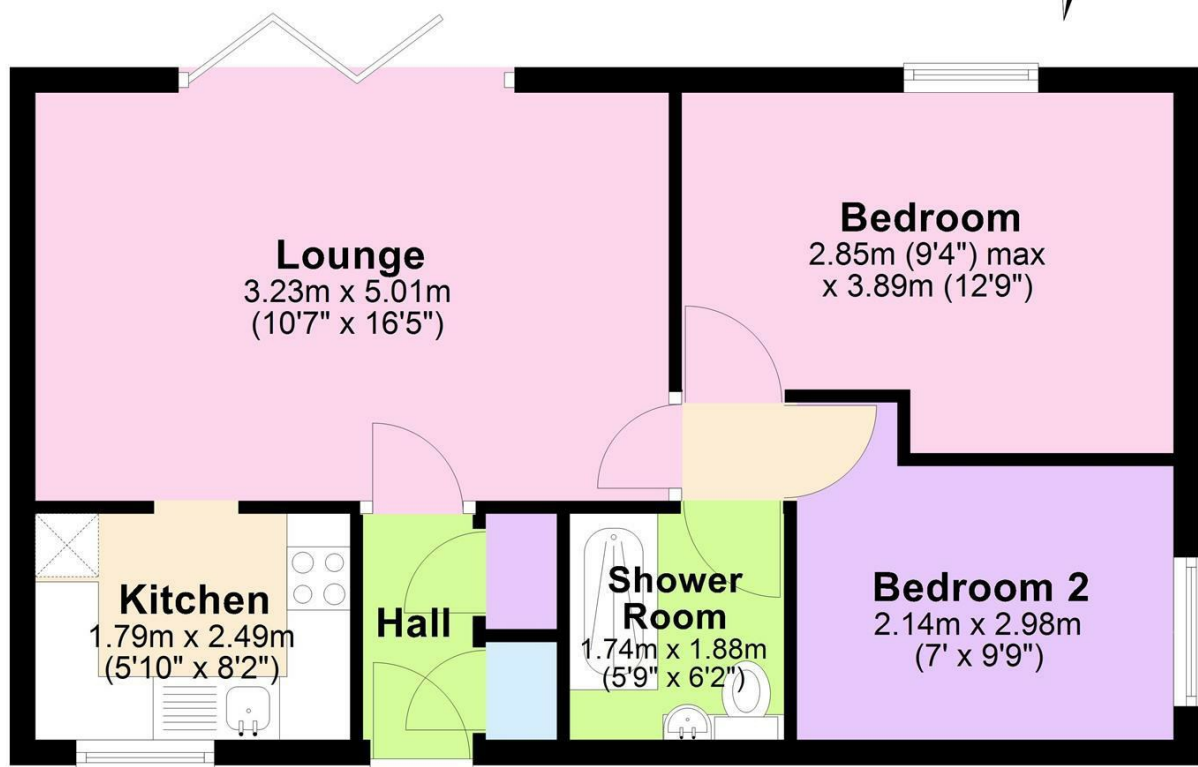 Lounge
3.23m x 5.01m
(10'7" x 16'5")
Bedroom
2.85m (9'4") max
x 3.89m (12'9")
Kitchen
1.79m x 2.49m
(5'10" x 8'2")
Hall
Shower
Room
1.74m x 1.88m
(5'9" x 6'2")
Bedroom 2
2.14m x 2.98m
(7' x 9'9")